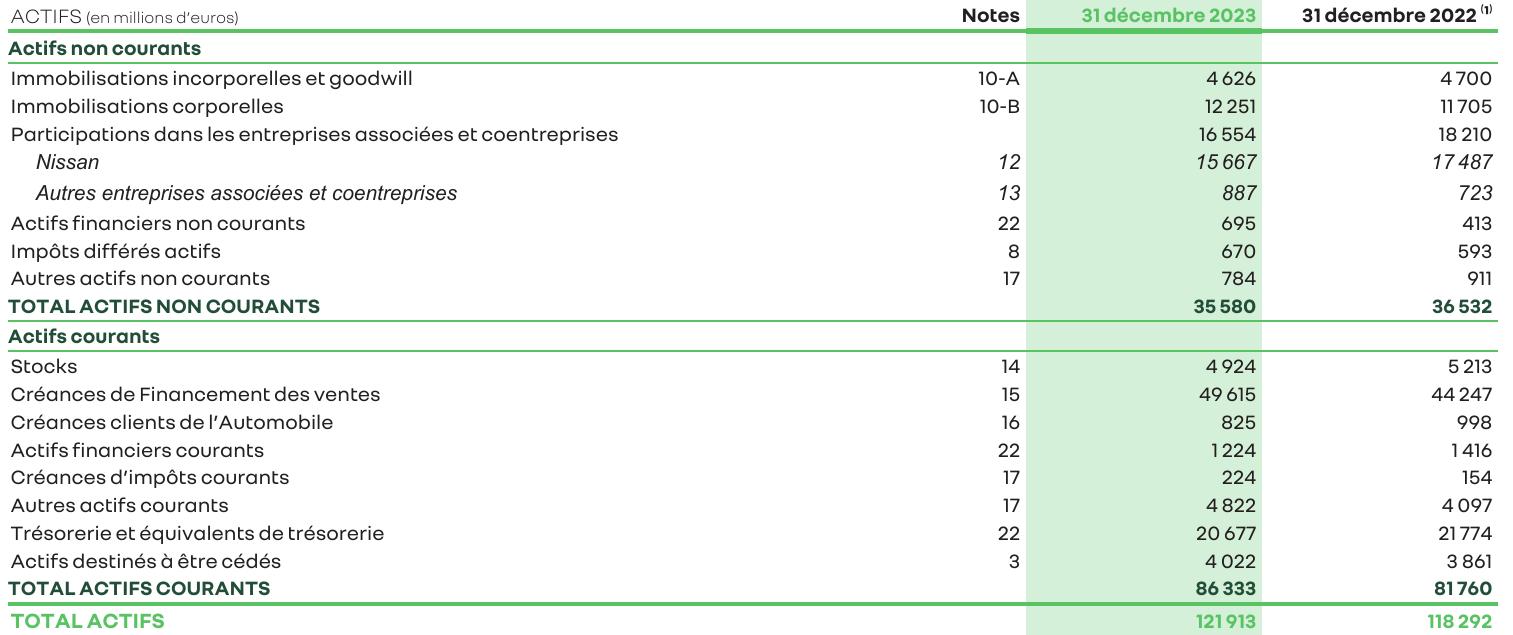 ACTIFS (en millions d’euros) Notes 31 décembre 2023 31 décembre 2022 (1)
Actifs non courants
Immobilisations incorporelles et goodwill 10-A 4 626 4 700
Immobilisations corporelles 10-B 12 251 11 705
Participations dans les entreprises associées et coentreprises 16 554 18 210
Nissan 12 15 667 17 487
Autres entreprises associées et coentreprises 13 887 723
Actifs financiers non courants 22 695 413
Impôts différés actifs 8 670 593
Autres actifs non courants 17 784 911
TOTAL ACTIFS NON COURANTS 35 580 36 532
Actifs courants
Stocks 14 4 924 5 213
Créances de Financement des ventes 15 49 615 44 247
Créances clients de l’Automobile 16 825 998
Actifs financiers courants 22 1 224 1 416
Créances d’impôts courants 17 224 154
Autres actifs courants 17 4 822 4 097
Trésorerie et équivalents de trésorerie 22 20 677 21 774
Actifs destinés à être cédés 3 4 022 3 861
TOTAL ACTIFS COURANTS 86 333 81 760
TOTAL ACTIFS 121 913 118 292